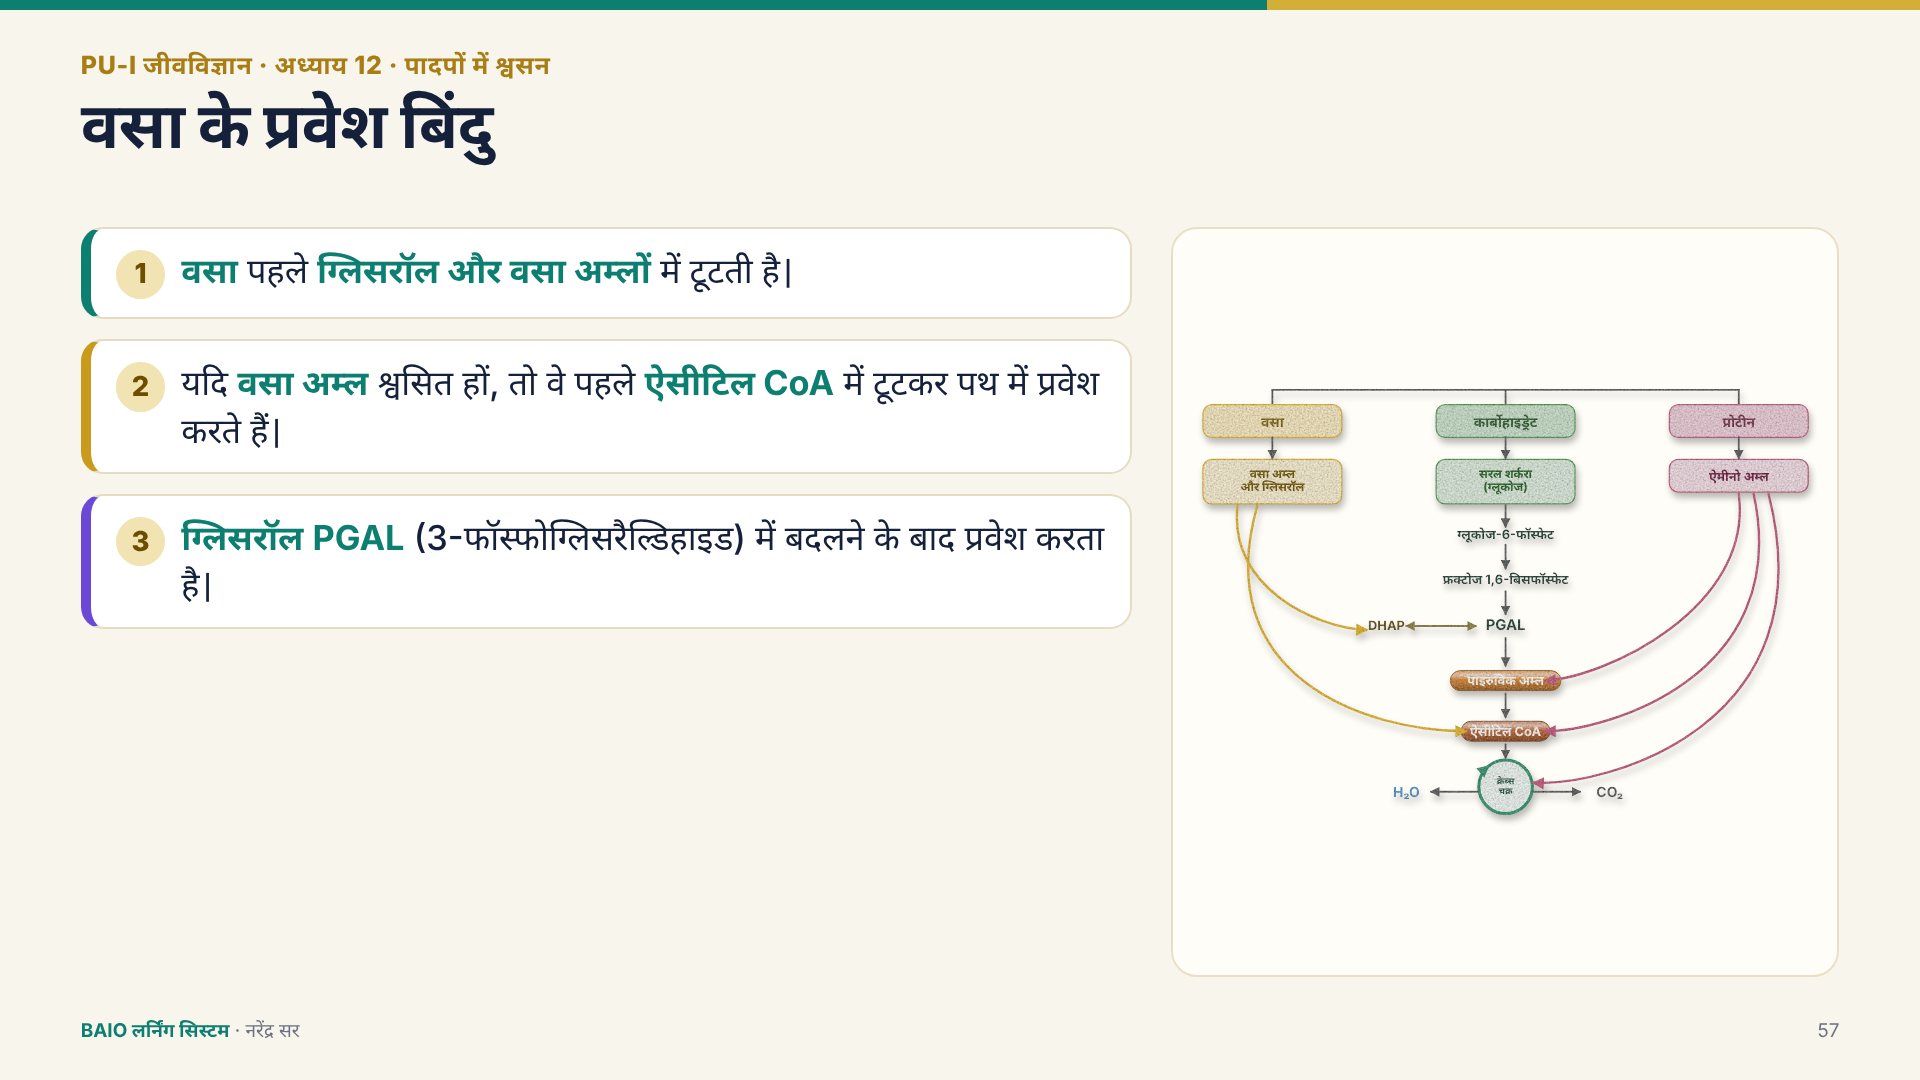 PU-I जीवविज्ञान · अध्याय 12 · पादपों में श्वसन
वसा के प्रवेश बिंदु
1 वसा पहले ग्लिसरॉल और वसा अम्लों में टूटती है|
2 यदि वसा अम्ल श्वसित हों, तो वे पहले ऐसीटिल CoA में टूटकर पथ में प्रवेश
करते हैं|
3 ग्लिसरॉल PGAL (3-फॉस्फोग्लिसरैल्डिहाइड) में बदलने के बाद प्रवेश करता
है|
वसा कार्बोहाइड्रेट प्रोटीन
वसा अम्ल
और ग्लिसरॉल
सरल शर्करा
(ग्लूकोज)
ऐमीनो अम्ल
ग्लूकोज-6-फॉस्फेट
फ्रक्टोज 1,6-बिसफॉस्फेट
DHAP PGAL
पाइरुविक अम्ल
ऐसीटिल CoA
क्रेब्स
चक्र
H₂O CO₂
BAIO लर्निंग सिस्टम · नरेंद्र सर
57